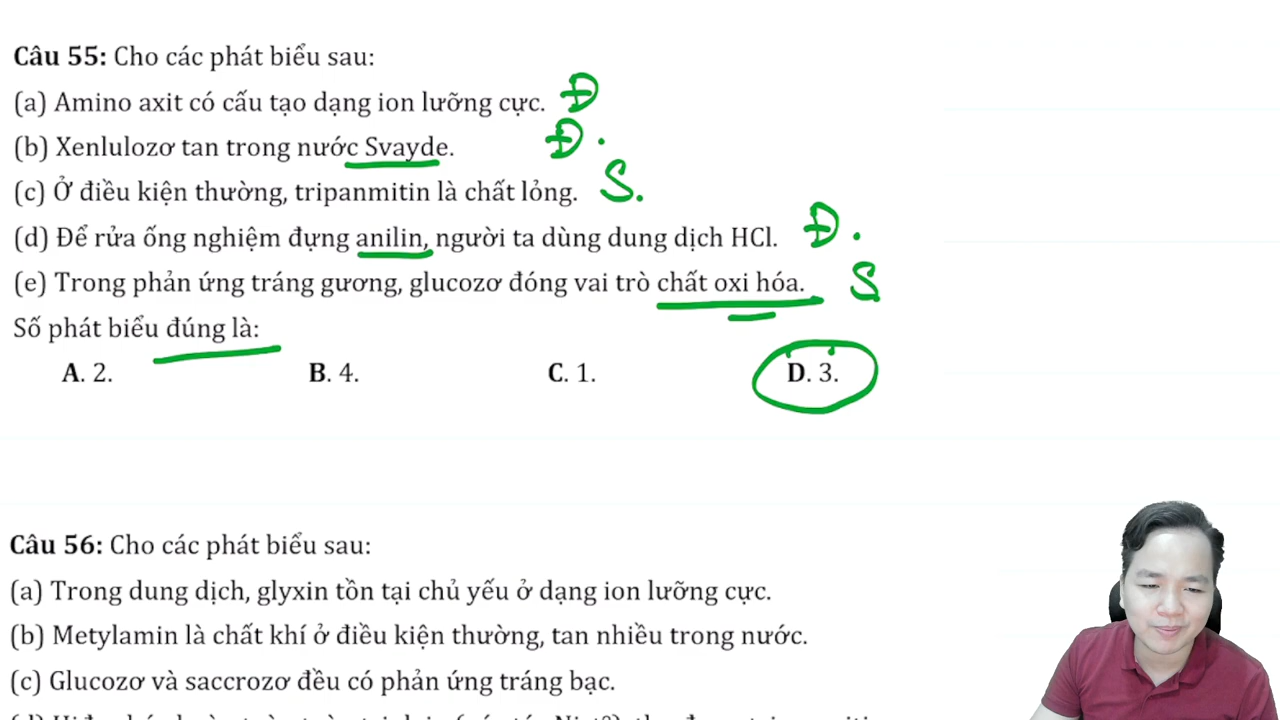 Câu 55: Cho các phát biểu sau:
(a) Amino axit có cấu tạo dạng ion lưỡng cực. Đ
(b) Xenlulozơ tan trong nước Svayde. Đ.
(c) Ở điều kiện thường, tripanmitin là chất lỏng. S.
(d) Để rửa ống nghiệm đựng anilin, người ta dùng dung dịch HCl. Đ.
(e) Trong phản ứng tráng gương, glucozơ đóng vai trò chất oxi hóa. S
Số phát biểu đúng là:
A. 2. B. 4. C. 1. D. 3.
Câu 56: Cho các phát biểu sau:
(a) Trong dung dịch, glyxin tồn tại chủ yếu ở dạng ion lưỡng cực.
(b) Metylamin là chất khí ở điều kiện thường, tan nhiều trong nước.
(c) Glucozơ và saccrozơ đều có phản ứng tráng bạc.